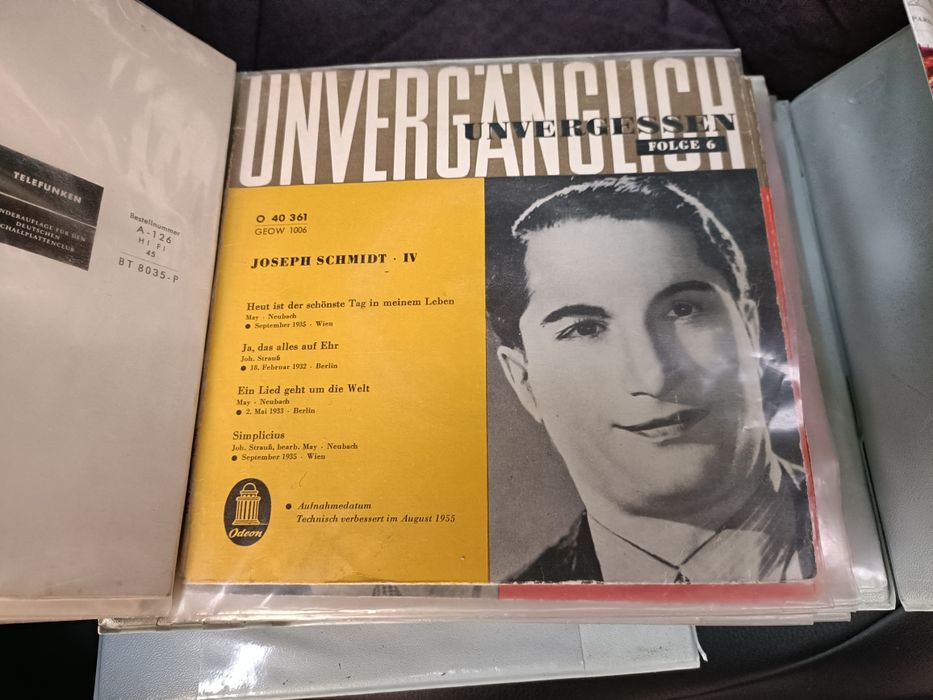 TELEFUNKEN
DEUTSCHEN
Bestellnummer
A-126
HI FI
45
BT 8035-P
UNVERGÄNGLICH
UNVERGESSEN
FOLGE 6
O 40 361
GEOW 1006
JOSEPH SCHMIDT · IV
Heut ist der schönste Tag in meinem Leben
May · Neubach
● September 1935 · Wien
Ja, das alles auf Ehr
Joh. Strauß
● 18. Februar 1932 · Berlin
Ein Lied geht um die Welt
May · Neubach
● 2. Mai 1933 · Berlin
Simplicius
Joh. Strauß, bearb. May · Neubach
● September 1935 · Wien
● Aufnahmedatum
Technisch verbessert im August 1955
Odeon